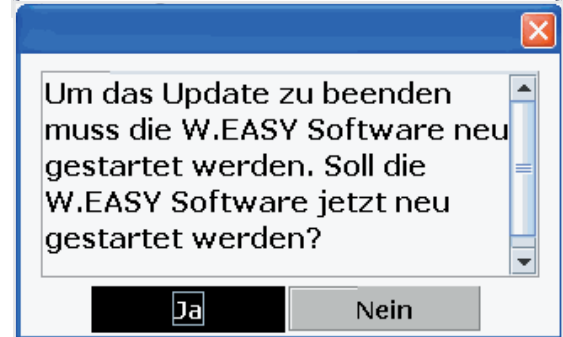 Um das Update zu beenden
muss die W.EASY Software neu
gestartet werden. Soll die
W.EASY Software jetzt neu
gestartet werden?
Ja
Nein